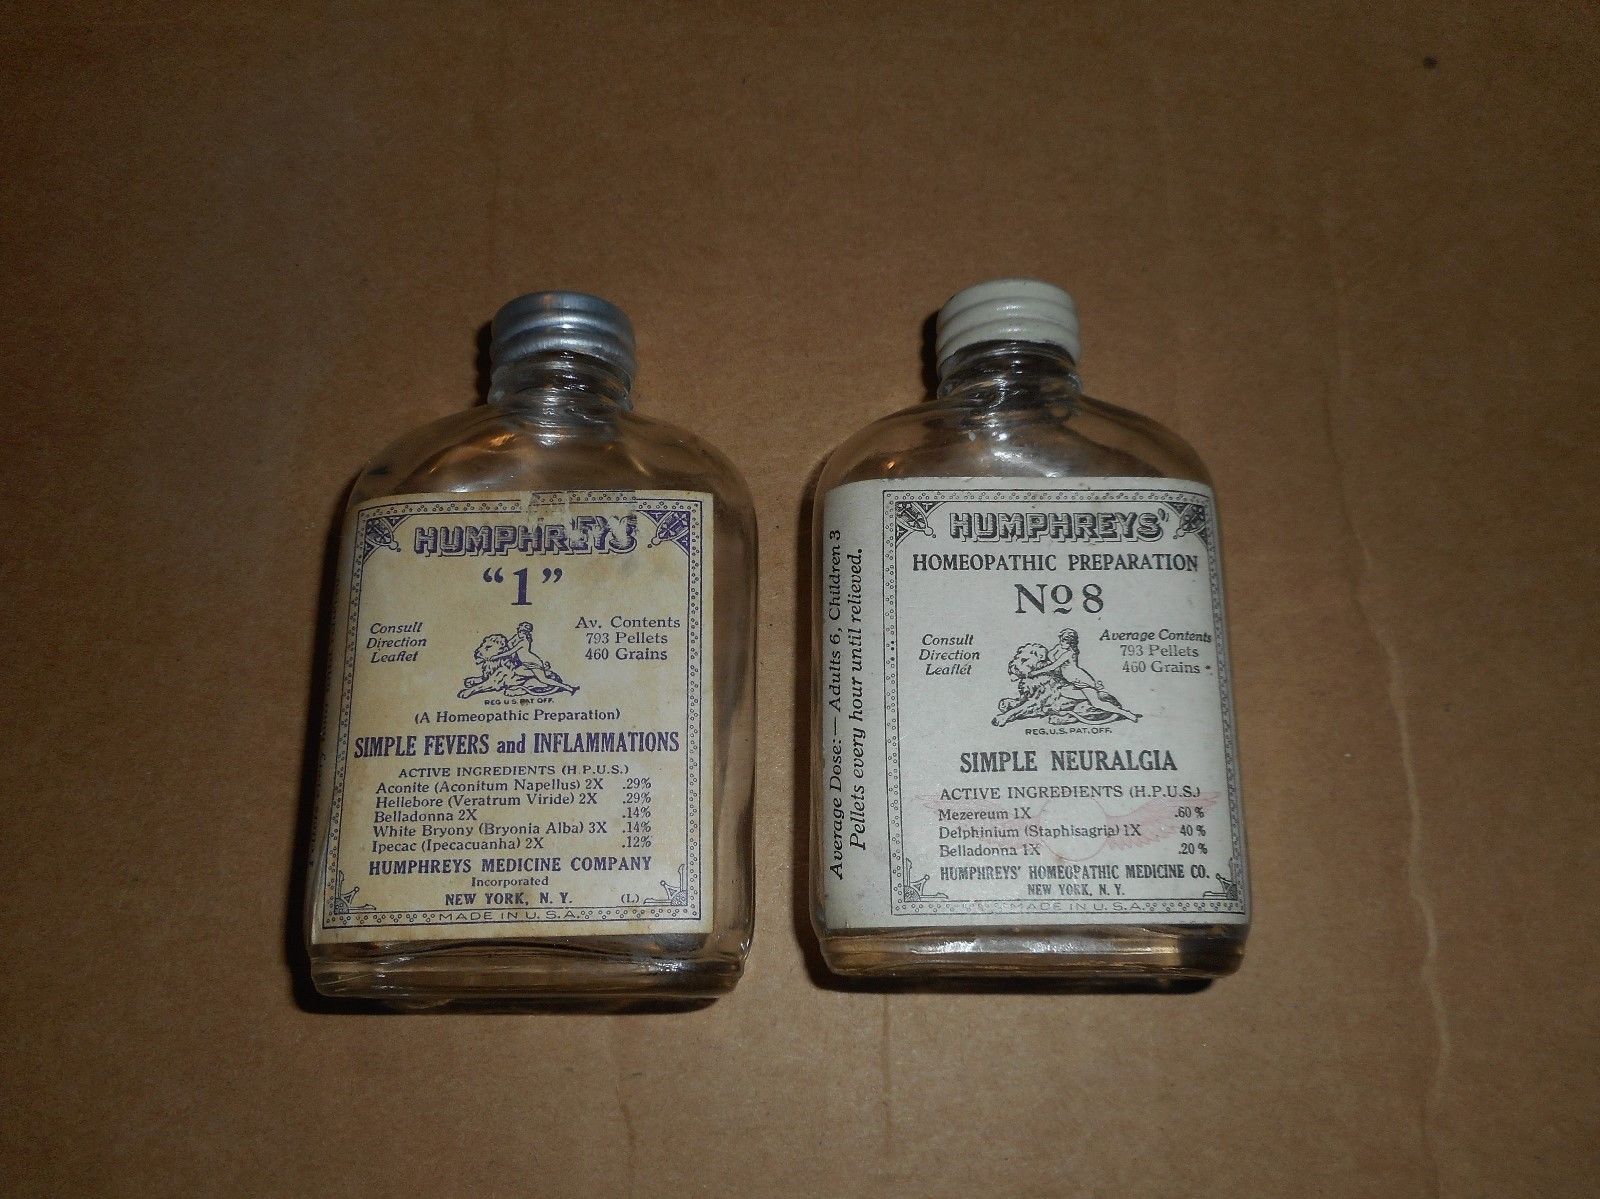 HUMPHREYS
"1"
Consult
Direction
Leaflet
Av. Contents
793 Pellets
460 Grains
REG U.S. PAT OFF.
(A Homeopathic Preparation)
SIMPLE FEVERS and INFLAMMATIONS
ACTIVE INGREDIENTS (H.P.U.S.)
Aconite (Aconitum Napellus) 2X .29%
Hellebore (Veratrum Viride) 2X .29%
Belladonna 2X .14%
White Bryony (Bryonia Alba) 3X .14%
Ipecac (Ipecacuanha) 2X .12%
HUMPHREYS MEDICINE COMPANY
Incorporated
NEW YORK, N. Y. (L)
MADE IN U.S.A.
Average Dose:—Adults 6, Children 3
Pellets every hour until relieved.
HUMPHREYS'
HOMEOPATHIC PREPARATION
No 8
Consult
Direction
Leaflet
Average Contents
793 Pellets
460 Grains
REG. U.S. PAT. OFF.
SIMPLE NEURALGIA
ACTIVE INGREDIENTS (H.P.U.S.)
Mezereum 1X .60%
Delphinium (Staphisagria) 1X 40%
Belladonna 1X .20%
HUMPHREYS' HOMEOPATHIC MEDICINE CO.
NEW YORK, N. Y.
MADE IN U.S.A.